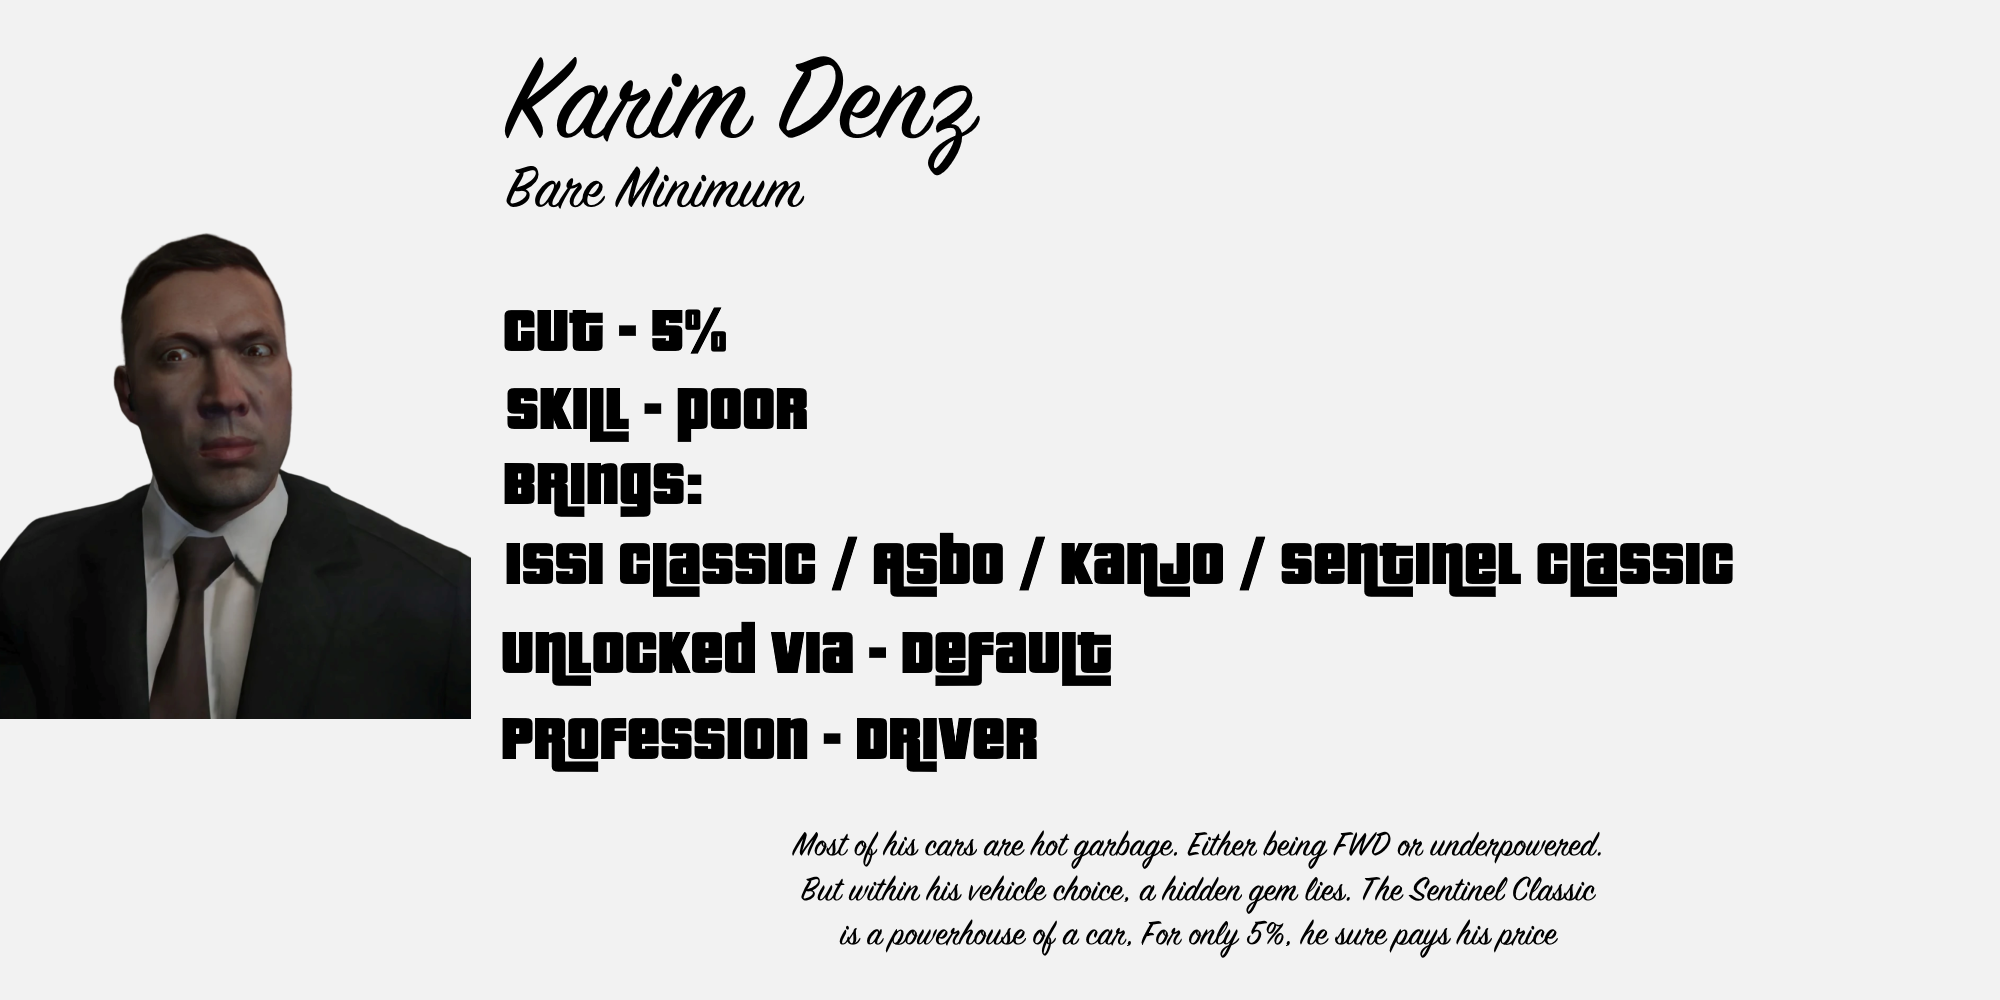 Karim Denz
Bare Minimum
Cut - 5%
Skill - Poor
Brings:
Issi Classic / Asbo / Kanjo / Sentinel Classic
Unlocked via - Default
Profession - Driver
Most of his cars are hot garbage. Either being FWD or underpowered.
But within his vehicle choice, a hidden gem lies. The Sentinel Classic
is a powerhouse of a car, For only 5%, he sure pays his price